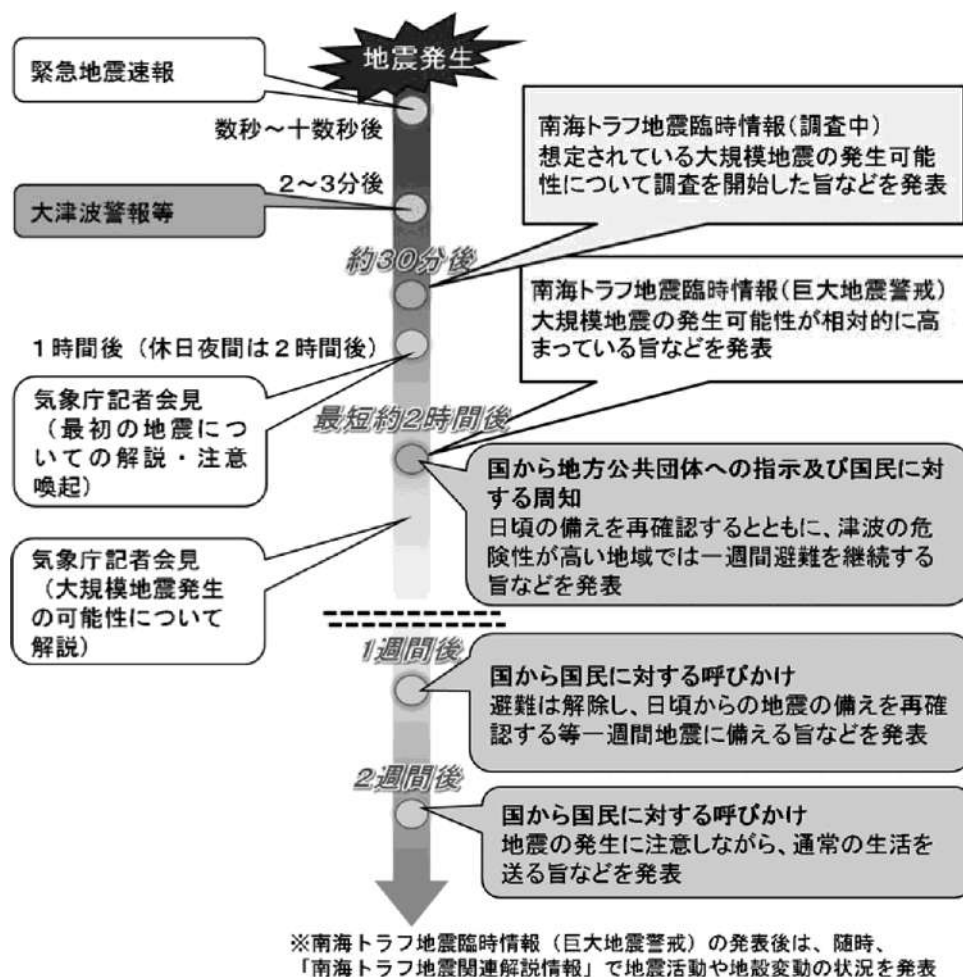 地震発生
緊急地震速報
数秒～十数秒後
南海トラフ地震臨時情報(調査中)
想定されている大規模地震の発生可能
性について調査を開始した旨などを発表
2～3分後
大津波警報等
約30分後
南海トラフ地震臨時情報(巨大地震警戒)
大規模地震の発生可能性が相対的に高
まっている旨などを発表
1時間後（休日夜間は2時間後）
気象庁記者会見
（最初の地震につ
いての解説・注意
喚起）
最短約2時間後
国から地方公共団体への指示及び国民に対
する周知
日頃の備えを再確認するとともに、津波の危
険性が高い地域では一週間避難を継続する
旨などを発表
気象庁記者会見
（大規模地震発生
の可能性について
解説）
1週間後
国から国民に対する呼びかけ
避難は解除し、日頃からの地震の備えを再確
認する等一週間地震に備える旨などを発表
2週間後
国から国民に対する呼びかけ
地震の発生に注意しながら、通常の生活を
送る旨などを発表
※南海トラフ地震臨時情報（巨大地震警戒）の発表後は、随時、
「南海トラフ地震関連解説情報」で地震活動や地殻変動の状況を発表